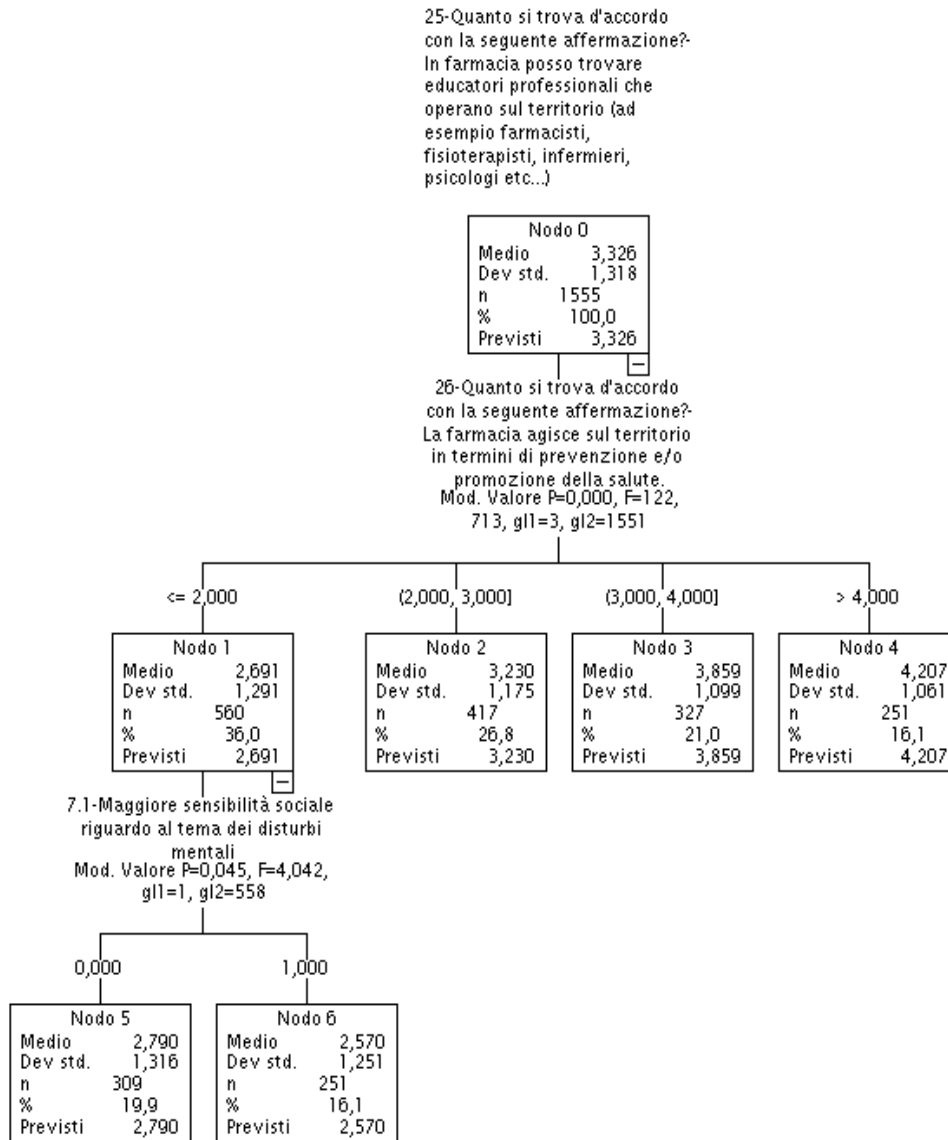 25-Quanto si trova d'accordo
con la seguente affermazione?-
In farmacia posso trovare
educatori professionali che
operano sul territorio (ad
esempio farmacisti,
fisioterapisti, infermieri,
psicologi etc...)
Nodo 0
Medio 3,326
Dev std. 1,318
n 1555
% 100,0
Previsti 3,326
26-Quanto si trova d'accordo
con la seguente affermazione?-
La farmacia agisce sul territorio
in termini di prevenzione e/o
promozione della salute.
Mod. Valore P=0,000, F=122,
713, gl1=3, gl2=1551
<= 2,000
(2,000, 3,000]
(3,000, 4,000]
> 4,000
Nodo 1
Medio 2,691
Dev std. 1,291
n 560
% 36,0
Previsti 2,691
Nodo 2
Medio 3,230
Dev std. 1,175
n 417
% 26,8
Previsti 3,230
Nodo 3
Medio 3,859
Dev std. 1,099
n 327
% 21,0
Previsti 3,859
Nodo 4
Medio 4,207
Dev std. 1,061
n 251
% 16,1
Previsti 4,207
7.1-Maggiore sensibilità sociale
riguardo al tema dei disturbi
mentali
Mod. Valore P=0,045, F=4,042,
gl1=1, gl2=558
0,000
1,000
Nodo 5
Medio 2,790
Dev std. 1,316
n 309
% 19,9
Previsti 2,790
Nodo 6
Medio 2,570
Dev std. 1,251
n 251
% 16,1
Previsti 2,570